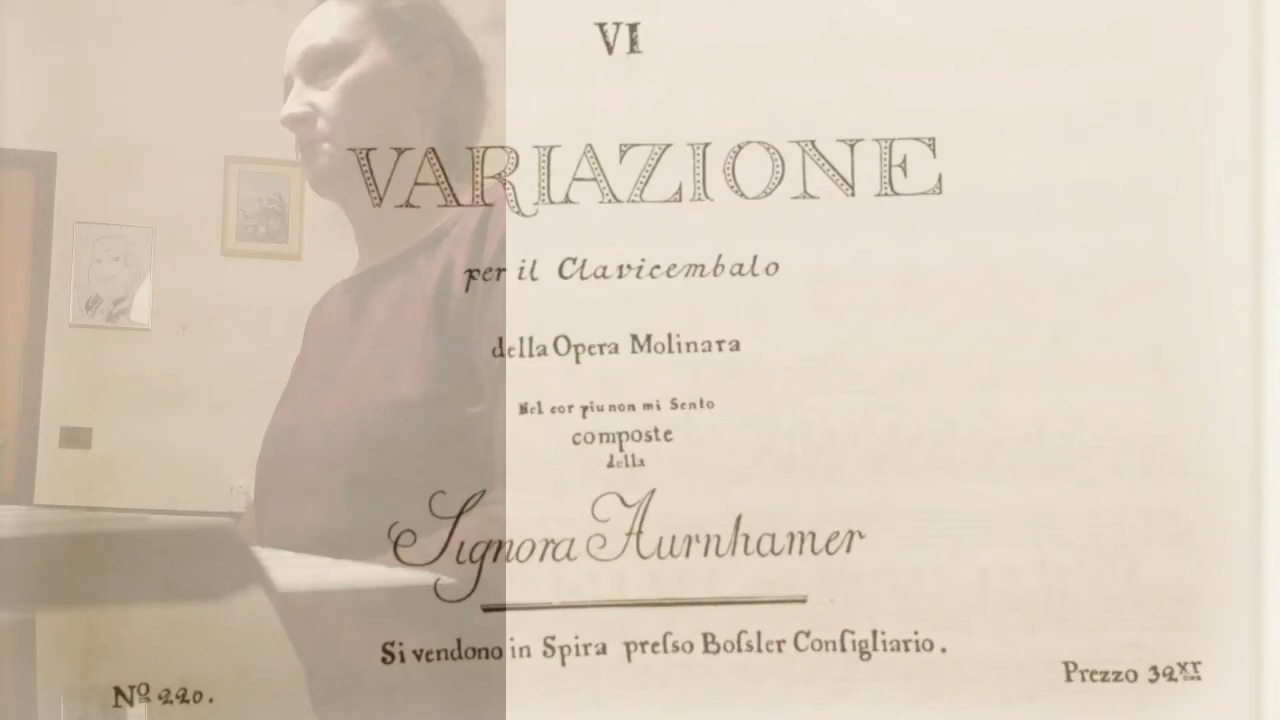 VI
VARIAZIONE
per il Clavicembalo
della Opera Molinara
Nel cor piu non mi Sento
composte
della
Signora Aurnhamer
Si vendono in Spira preſso Boſsler Conſigliario.
Prezzo 32xr
No 220.